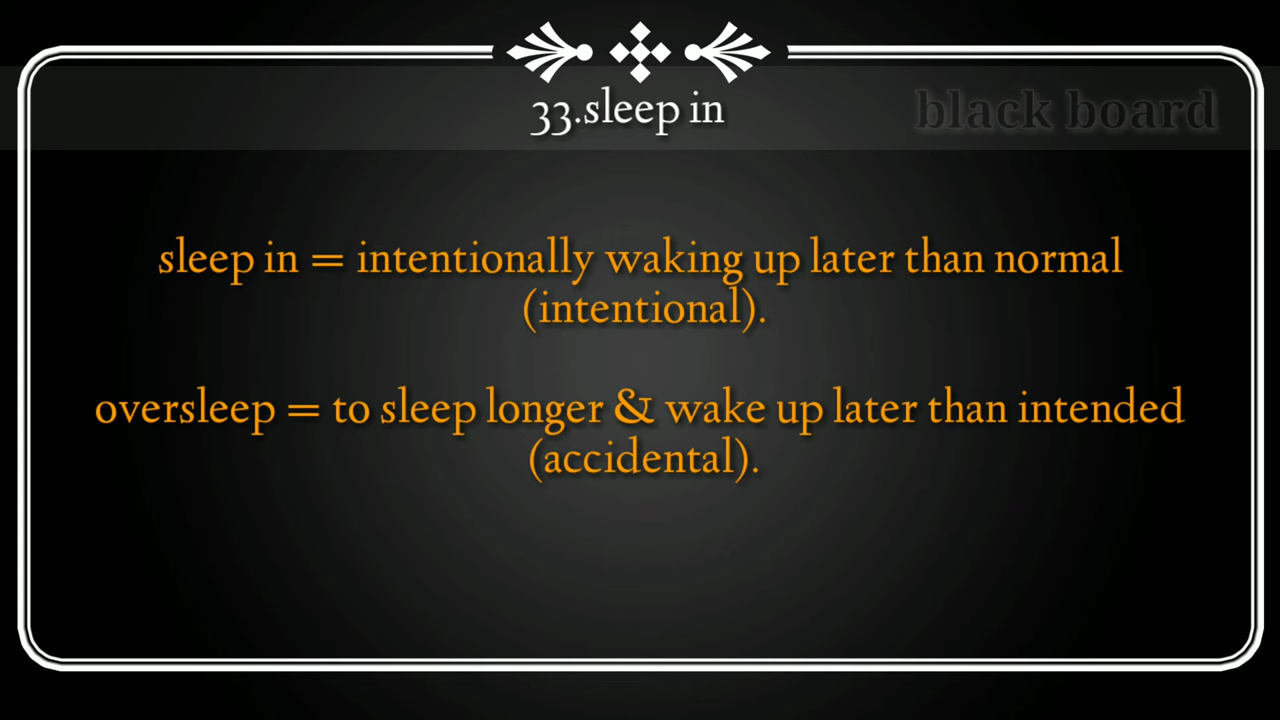 33.sleep in
black board
sleep in = intentionally waking up later than normal
(intentional).
oversleep = to sleep longer & wake up later than intended
(accidental).